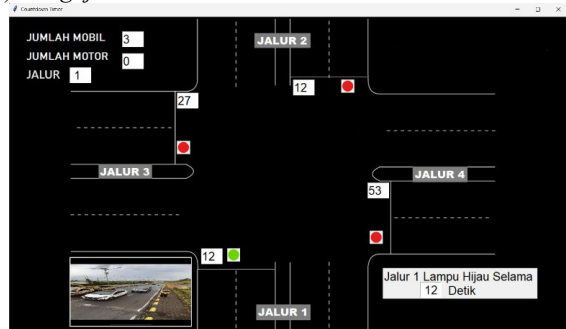 Countdown Timer
JUMLAH MOBIL 3
JUMLAH MOTOR 0
JALUR 1
JALUR 2
12
27
JALUR 3
JALUR 4
53
12
Jalur 1 Lampu Hijau Selama
12 Detik
JALUR 1